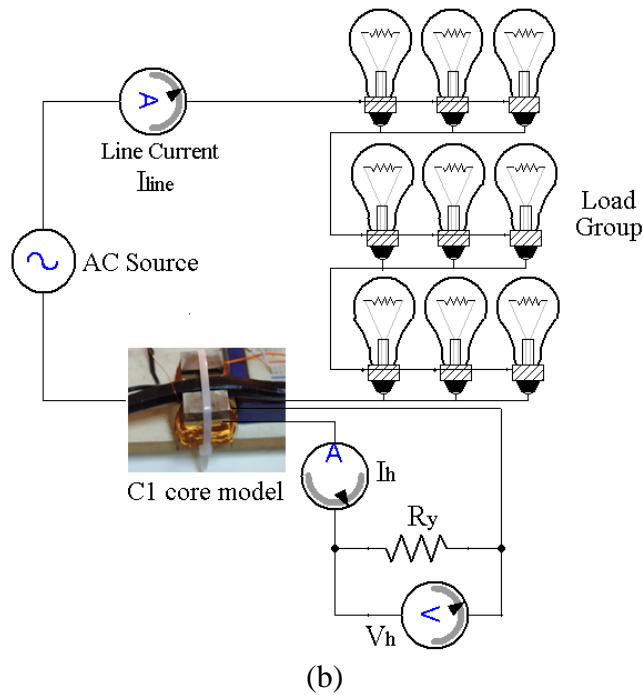 A
Line Current
Iline
AC Source
Load
Group
C1 core model
A
Ih
Ry
V
Vh
(b)